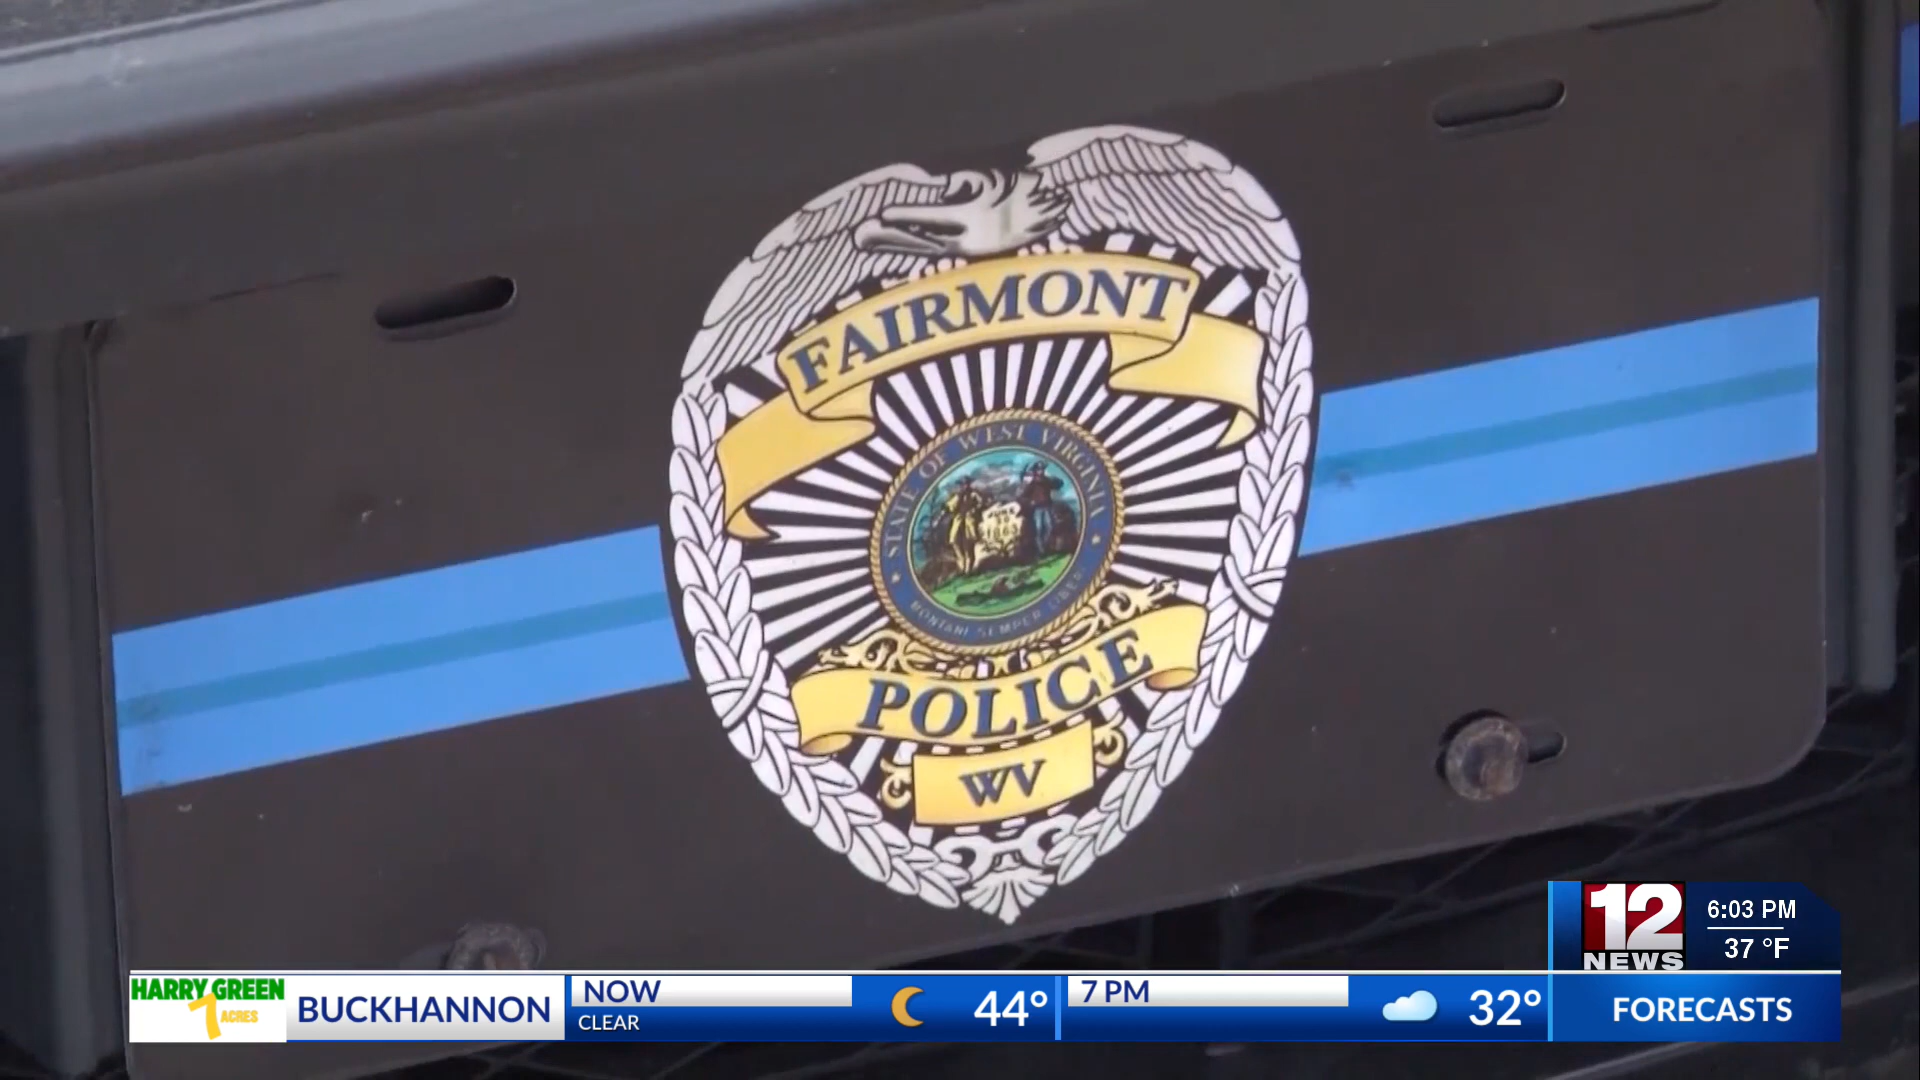 FAIRMONT
STATE OF WEST VIRGINIA
MONTANI SEMPER LIBERI
POLICE
WV
12
NEWS
6:03 PM
37 °F
HARRY GREEN
7 ACRES
BUCKHANNON
NOW
CLEAR
44°
7 PM
32°
FORECASTS